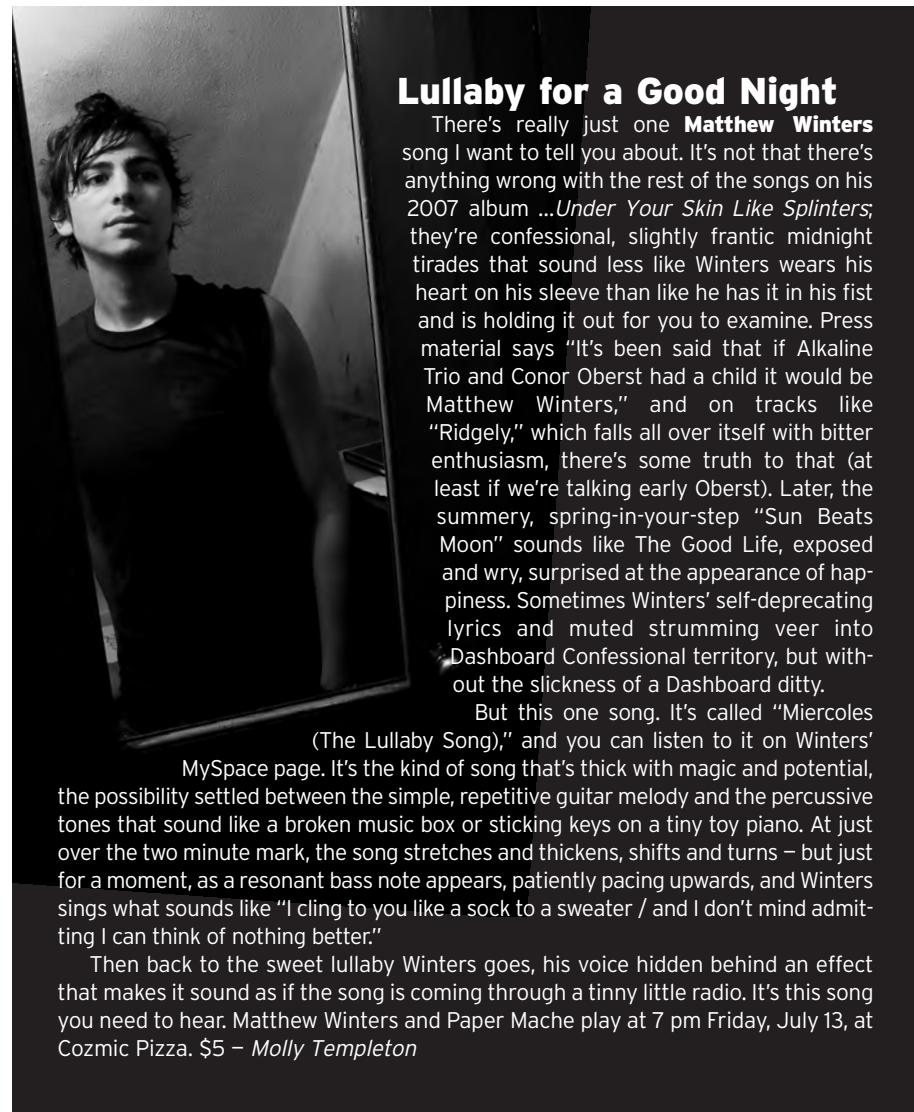 Lullaby for a Good Night
There's really just one Matthew Winters
song I want to tell you about. It's not that there's
anything wrong with the rest of the songs on his
2007 album ...Under Your Skin Like Splinters;
they're confessional, slightly frantic midnight
tirades that sound less like Winters wears his
heart on his sleeve than like he has it in his fist
and is holding it out for you to examine. Press
material says “It's been said that if Alkaline
Trio and Conor Oberst had a child it would be
Matthew Winters,” and on tracks like
“Ridgely,” which falls all over itself with bitter
enthusiasm, there's some truth to that (at
least if we're talking early Oberst). Later, the
summery, spring-in-your-step “Sun Beats
Moon” sounds like The Good Life, exposed
and wry, surprised at the appearance of hap-
piness. Sometimes Winters' self-deprecating
lyrics and muted strumming veer into
Dashboard Confessional territory, but with-
out the slickness of a Dashboard ditty.
But this one song. It's called “Miercoles
(The Lullaby Song),” and you can listen to it on Winters'
MySpace page. It's the kind of song that's thick with magic and potential,
the possibility settled between the simple, repetitive guitar melody and the percussive
tones that sound like a broken music box or sticking keys on a tiny toy piano. At just
over the two minute mark, the song stretches and thickens, shifts and turns – but just
for a moment, as a resonant bass note appears, patiently pacing upwards, and Winters
sings what sounds like “I cling to you like a sock to a sweater / and I don't mind admit-
ting I can think of nothing better.”
Then back to the sweet lullaby Winters goes, his voice hidden behind an effect
that makes it sound as if the song is coming through a tinny little radio. It's this song
you need to hear. Matthew Winters and Paper Mache play at 7 pm Friday, July 13, at
Cozmic Pizza. $5 – Molly Templeton